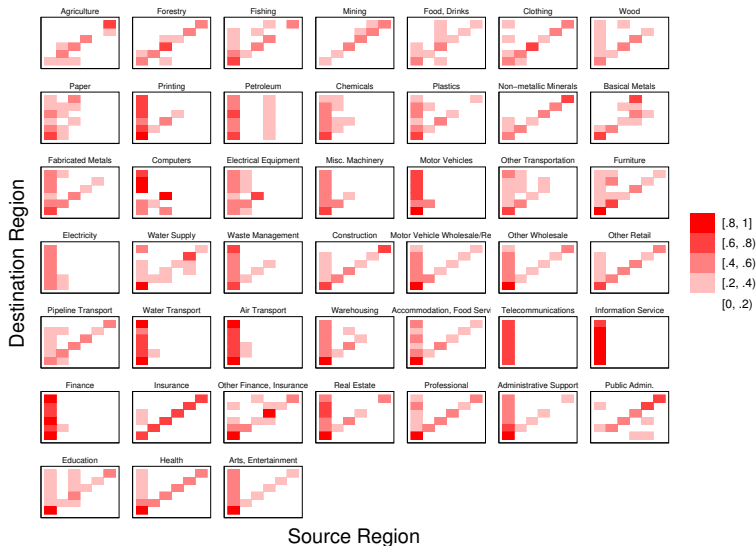 Agriculture
Forestry
Fishing
Mining
Food, Drinks
Clothing
Wood
Paper
Printing
Petroleum
Chemicals
Plastics
Non-metallic Minerals
Basical Metals
Fabricated Metals
Computers
Electrical Equipment
Misc. Machinery
Motor Vehicles
Other Transportation
Furniture
Electricity
Water Supply
Waste Management
Construction
Motor Vehicle Wholesale/Re
Other Wholesale
Other Retail
Pipeline Transport
Water Transport
Air Transport
Warehousing
Accommodation, Food Servi
Telecommunications
Information Service
Finance
Insurance
Other Finance, Insurance
Real Estate
Professional
Administrative Support
Public Admin.
Education
Health
Arts, Entertainment
Destination Region
Source Region
[.8, 1]
[.6, .8)
[.4, .6)
[.2, .4)
[0, .2)